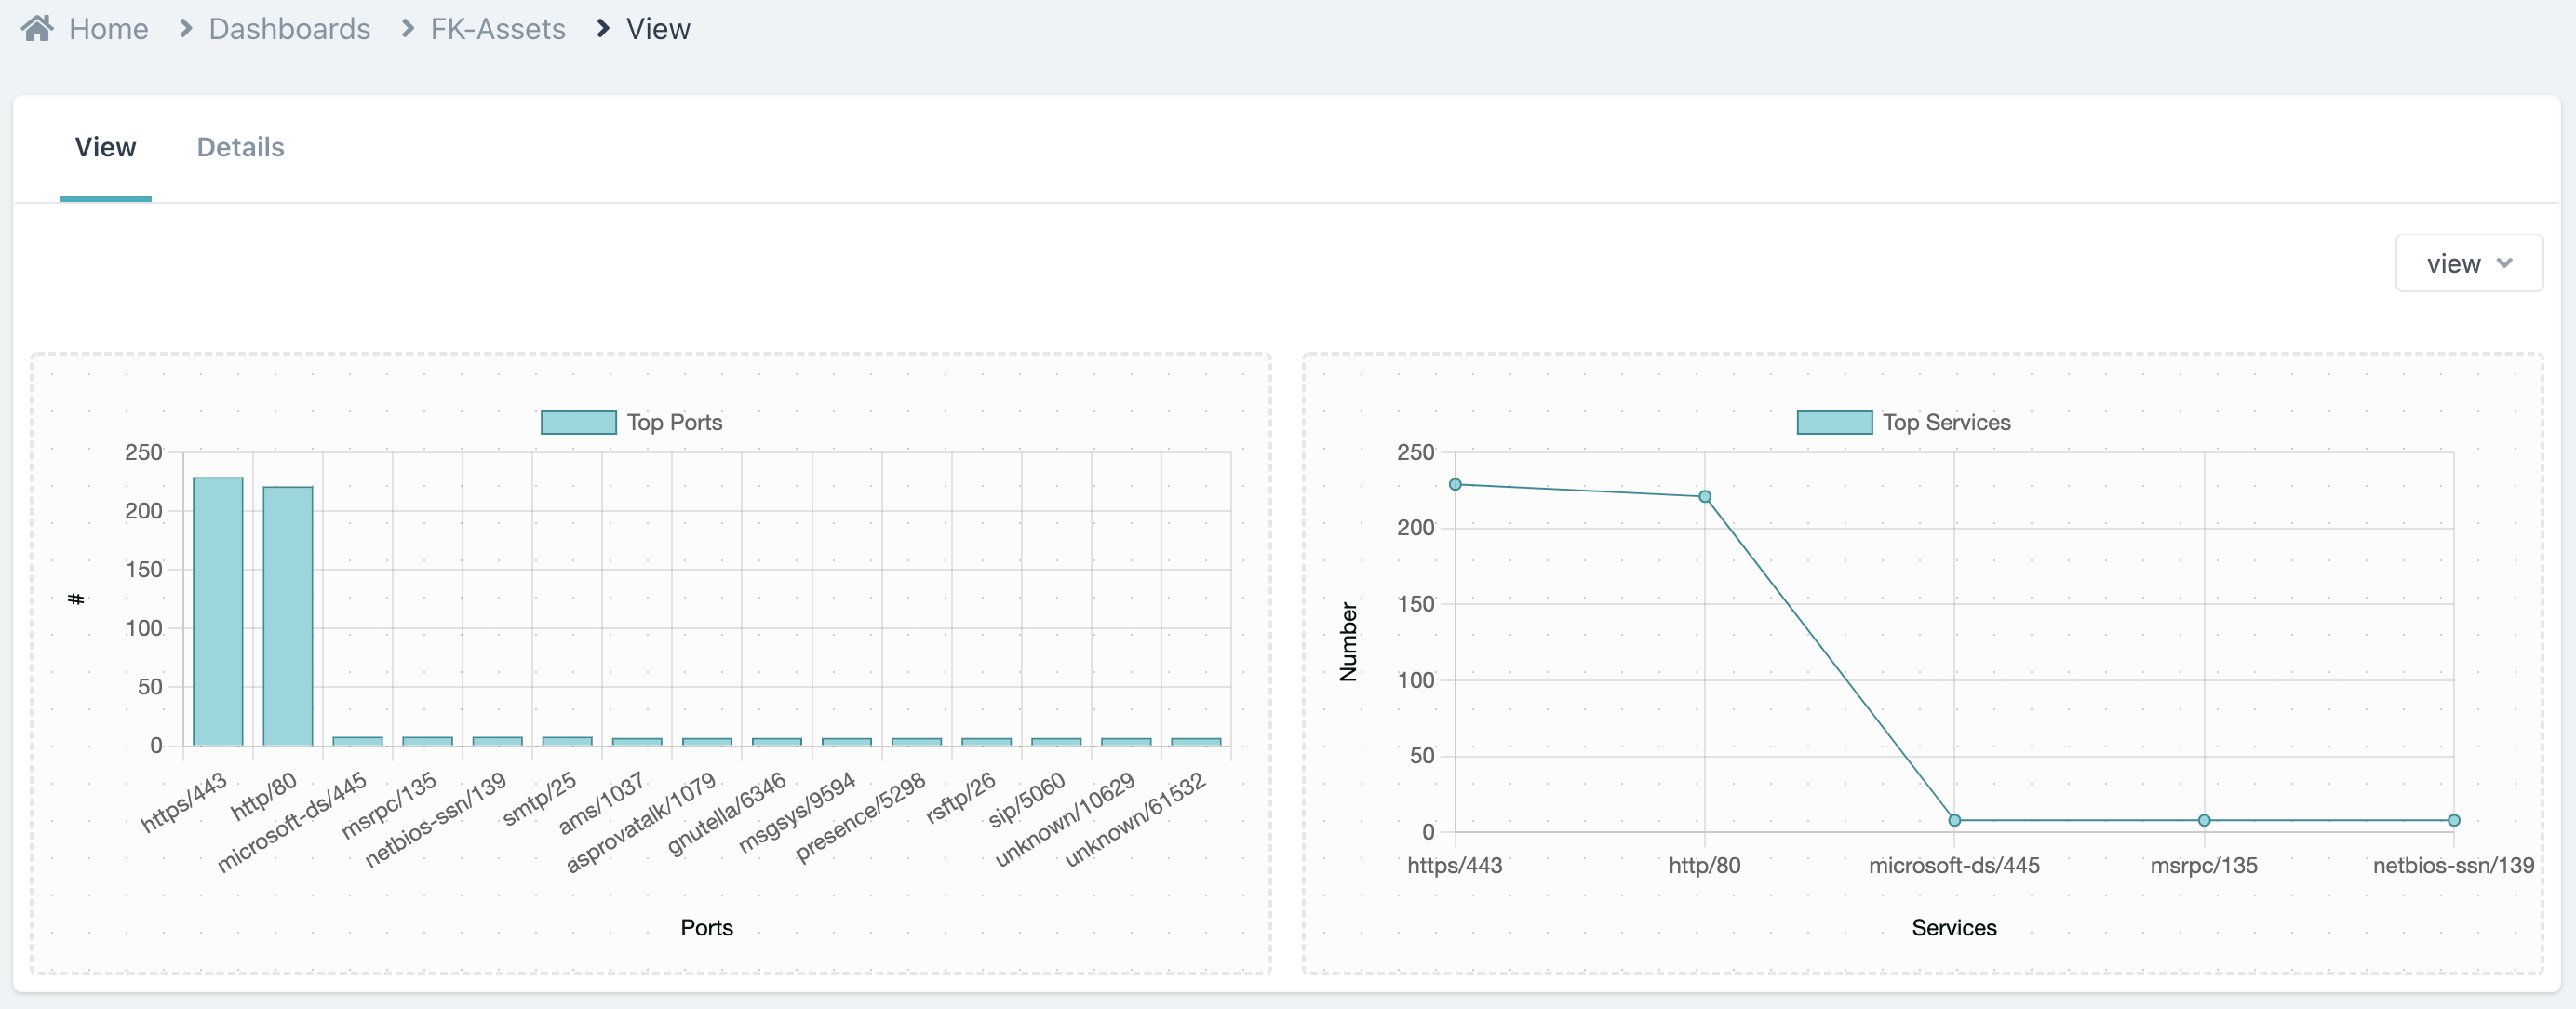 Home > Dashboards > FK-Assets > View
View Details
view
Top Ports
250
200
150
100
50
0
#
https/443
http/80
microsoft-ds/445
msrpc/135
netbios-ssn/139
smtp/25
ams/1037
asprovatalk/1079
gnutella/6346
msgsys/9594
presence/5298
rsftp/26
sip/5060
unknown/10629
unknown/61532
Ports
Top Services
250
200
150
100
50
0
Number
https/443
http/80
microsoft-ds/445
msrpc/135
netbios-ssn/139
Services